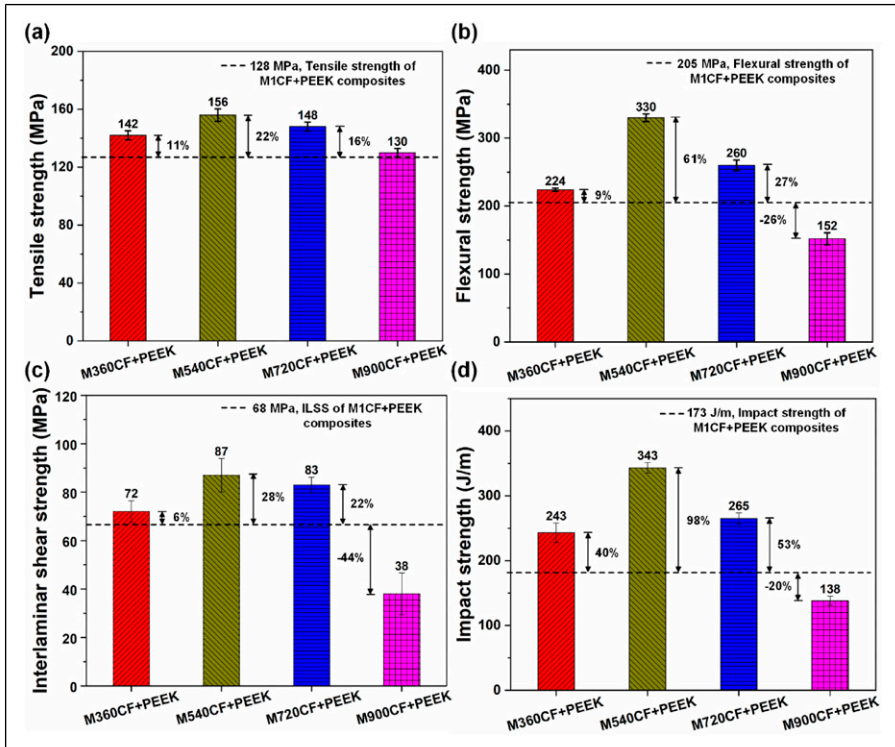 (a)
200
160
120
80
40
0
Tensile strength (MPa)
128 MPa, Tensile strength of
M1CF+PEEK composites
142
11%
156
22%
148
16%
130
M360CF+PEEK
M540CF+PEEK
M720CF+PEEK
M900CF+PEEK
(b)
400
300
200
100
0
Flexural strength (MPa)
205 MPa, Flexural strength of
M1CF+PEEK composites
224
9%
330
61%
260
27%
-26%
152
M360CF+PEEK
M540CF+PEEK
M720CF+PEEK
M900CF+PEEK
(c)
120
100
80
60
40
20
0
Interlaminar shear strength (MPa)
68 MPa, ILSS of M1CF+PEEK
composites
72
6%
87
28%
83
22%
-44%
38
M360CF+PEEK
M540CF+PEEK
M720CF+PEEK
M900CF+PEEK
(d)
400
300
200
100
0
Impact strength (J/m)
173 J/m, Impact strength of
M1CF+PEEK composites
243
40%
343
98%
265
53%
-20%
138
M360CF+PEEK
M540CF+PEEK
M720CF+PEEK
M900CF+PEEK